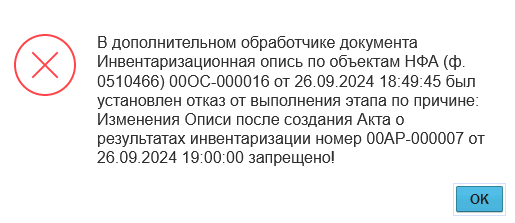 В дополнительном обработчике документа
Инвентаризационная опись по объектам НФА (ф.
0510466) 00ОС-000016 от 26.09.2024 18:49:45 был
установлен отказ от выполнения этапа по причине:
Изменения Описи после создания Акта о
результатах инвентаризации номер 00АР-000007 от
26.09.2024 19:00:00 запрещено!
ОК